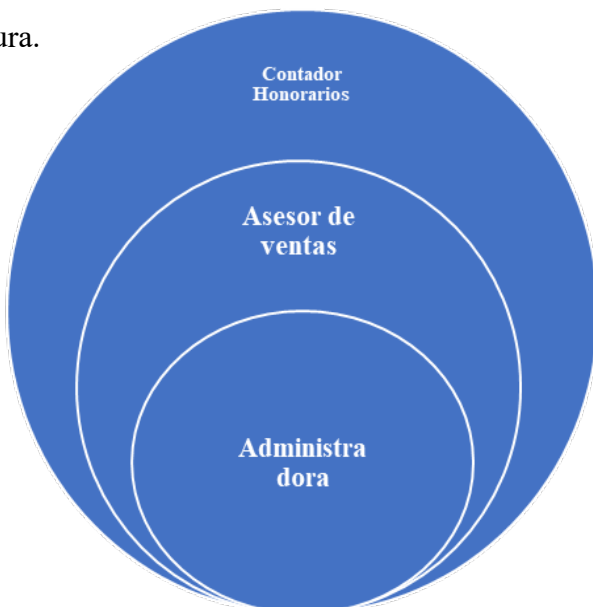 ura.
Contador
Honorarios
Asesor de
ventas
Administra
dora